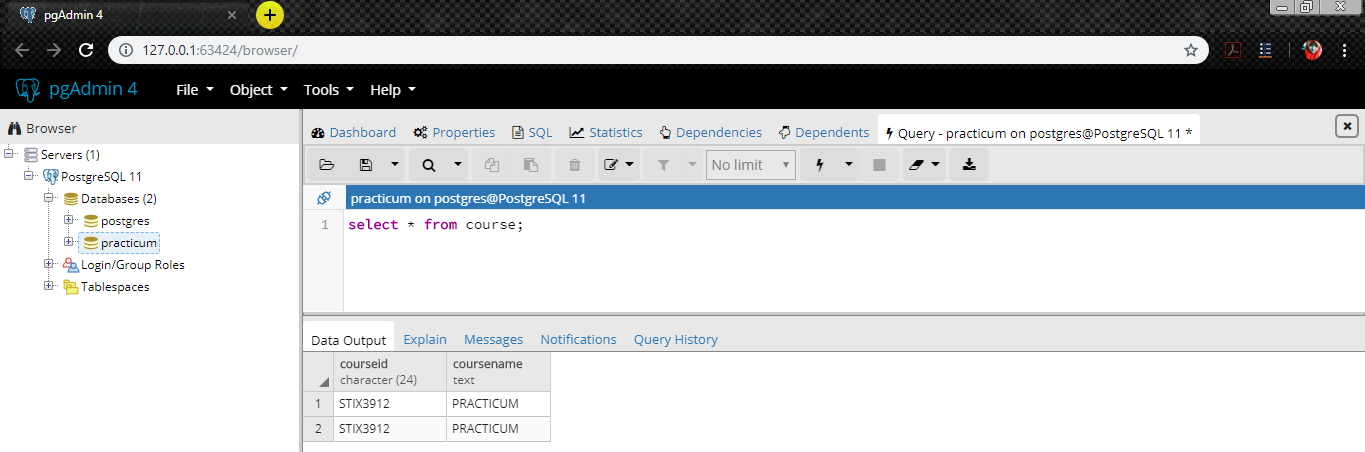 pgAdmin 4
127.0.0.1:63424/browser/
pgAdmin 4 File Object Tools Help
Browser
Servers (1)
PostgreSQL 11
Databases (2)
postgres
practicum
Login/Group Roles
Tablespaces
Dashboard Properties SQL Statistics Dependencies Dependents Query - practicum on postgres@PostgreSQL 11 *
No limit
practicum on postgres@PostgreSQL 11
1 select * from course;
Data Output Explain Messages Notifications Query History
courseid coursename
character (24) text
1 STIX3912 PRACTICUM
2 STIX3912 PRACTICUM